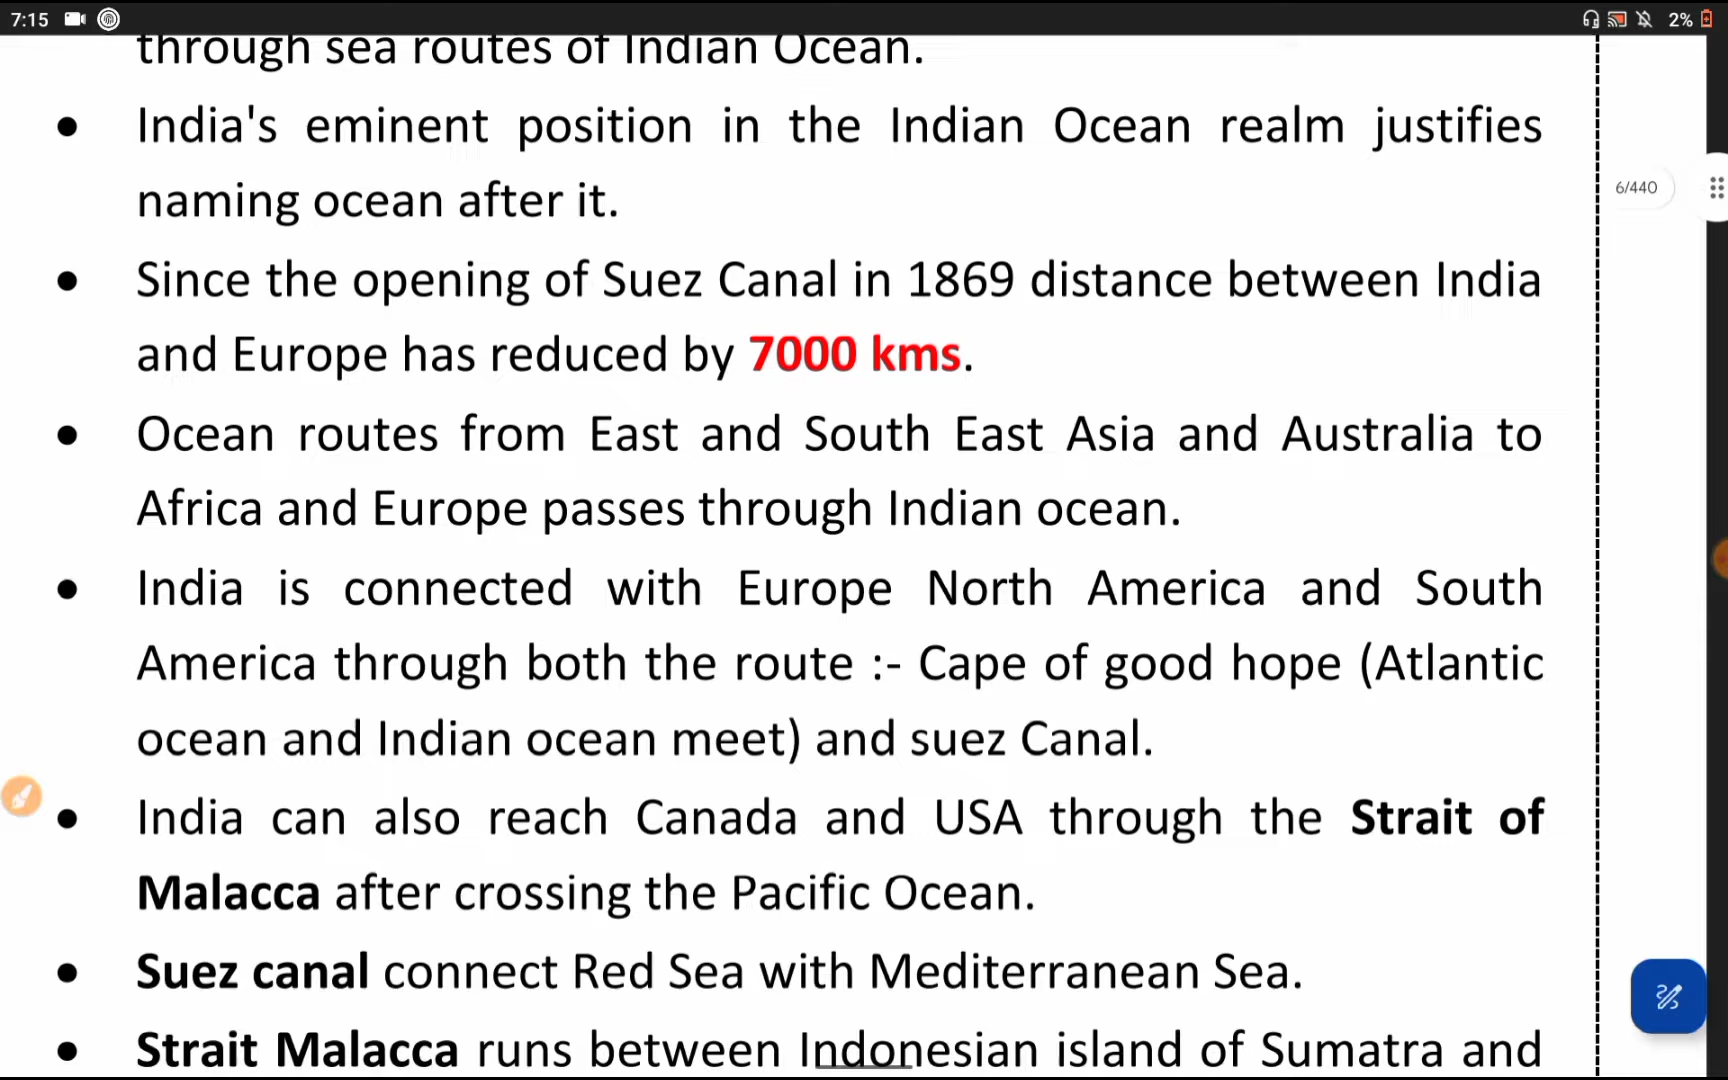 7:15
2%
through sea routes of Indian Ocean.
• India's eminent position in the Indian Ocean realm justifies
naming ocean after it.
6/440
• Since the opening of Suez Canal in 1869 distance between India
and Europe has reduced by 7000 kms.
• Ocean routes from East and South East Asia and Australia to
Africa and Europe passes through Indian ocean.
• India is connected with Europe North America and South
America through both the route :- Cape of good hope (Atlantic
ocean and Indian ocean meet) and suez Canal.
• India can also reach Canada and USA through the Strait of
Malacca after crossing the Pacific Ocean.
• Suez canal connect Red Sea with Mediterranean Sea.
• Strait Malacca runs between Indonesian island of Sumatra and